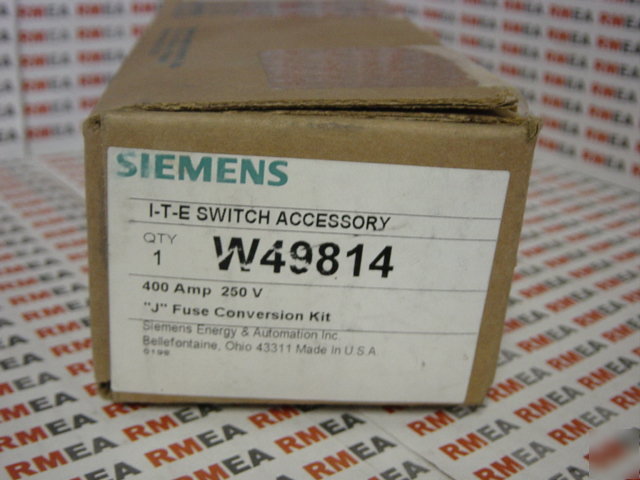 SIEMENS
I-T-E SWITCH ACCESSORY
QTY
1
W49814
400 Amp 250 V
"J" Fuse Conversion Kit
Siemens Energy & Automation Inc.
Bellefontaine, Ohio 43311 Made In U.S.A.
0198
RMEA